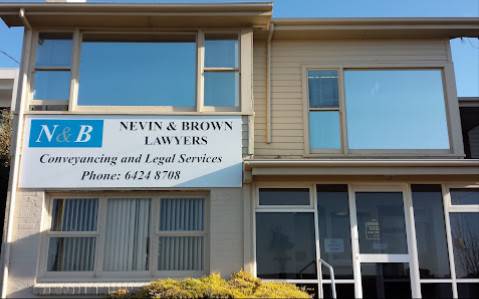 N&B
NEVIN & BROWN
LAWYERS
Conveyancing and Legal Services
Phone: 6424 8708